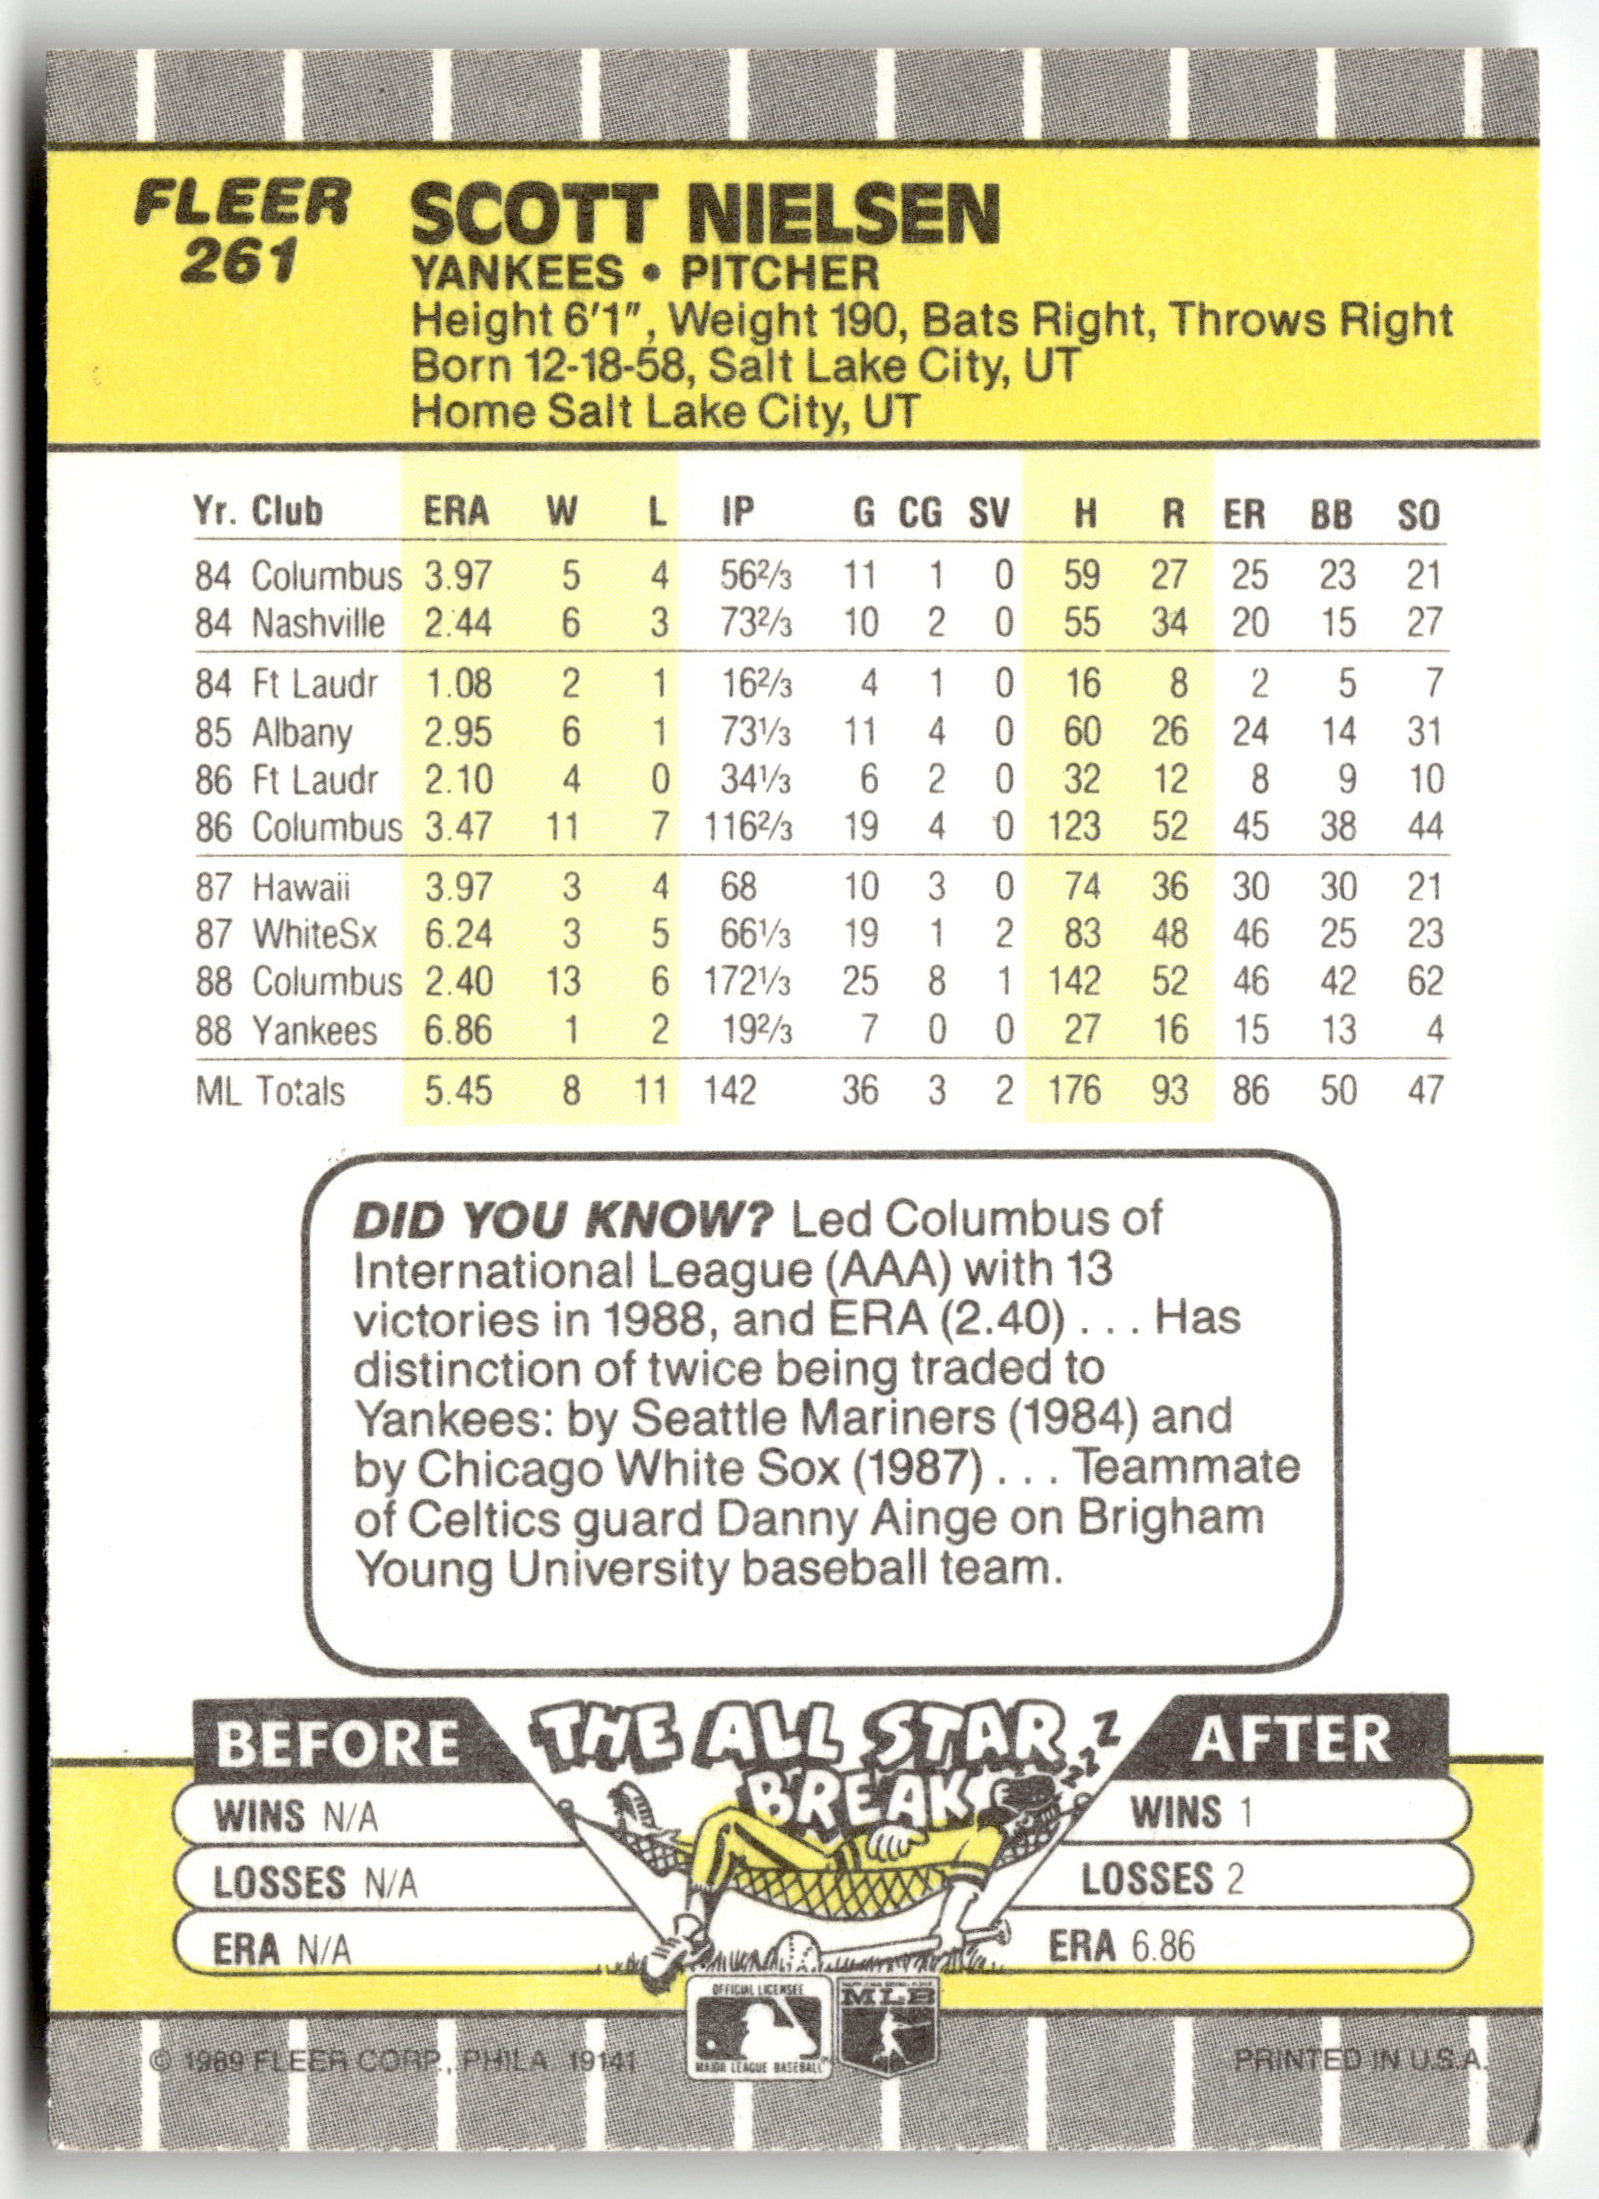 FLEER
261
SCOTT NIELSEN
YANKEES • PITCHER
Height 6'1", Weight 190, Bats Right, Throws Right
Born 12-18-58, Salt Lake City, UT
Home Salt Lake City, UT
Yr. Club ERA W L IP G CG SV H R ER BB SO
84 Columbus 3.97 5 4 56⅔ 11 1 0 59 27 25 23 21
84 Nashville 2.44 6 3 73⅔ 10 2 0 55 34 20 15 27
84 Ft Laudr 1.08 2 1 16⅔ 4 1 0 16 8 2 5 7
85 Albany 2.95 6 1 73⅓ 11 4 0 60 26 24 14 31
86 Ft Laudr 2.10 4 0 34⅓ 6 2 0 32 12 8 9 10
86 Columbus 3.47 11 7 116⅔ 19 4 0 123 52 45 38 44
87 Hawaii 3.97 3 4 68 10 3 0 74 36 30 30 21
87 WhiteSx 6.24 3 5 66⅓ 19 1 2 83 48 46 25 23
88 Columbus 2.40 13 6 172⅓ 25 8 1 142 52 46 42 62
88 Yankees 6.86 1 2 19⅔ 7 0 0 27 16 15 13 4
ML Totals 5.45 8 11 142 36 3 2 176 93 86 50 47
DID YOU KNOW? Led Columbus of
International League (AAA) with 13
victories in 1988, and ERA (2.40) . . . Has
distinction of twice being traded to
Yankees: by Seattle Mariners (1984) and
by Chicago White Sox (1987) . . . Teammate
of Celtics guard Danny Ainge on Brigham
Young University baseball team.
BEFORE
WINS N/A
LOSSES N/A
ERA N/A
THE ALL STAR
BREAK
Z Z Z Z
AFTER
WINS 1
LOSSES 2
ERA 6.86
OFFICIAL LICENSEE
MAJOR LEAGUE BASEBALL
MLB
© 1989 FLEER CORP., PHILA 19141
PRINTED IN U.S.A.